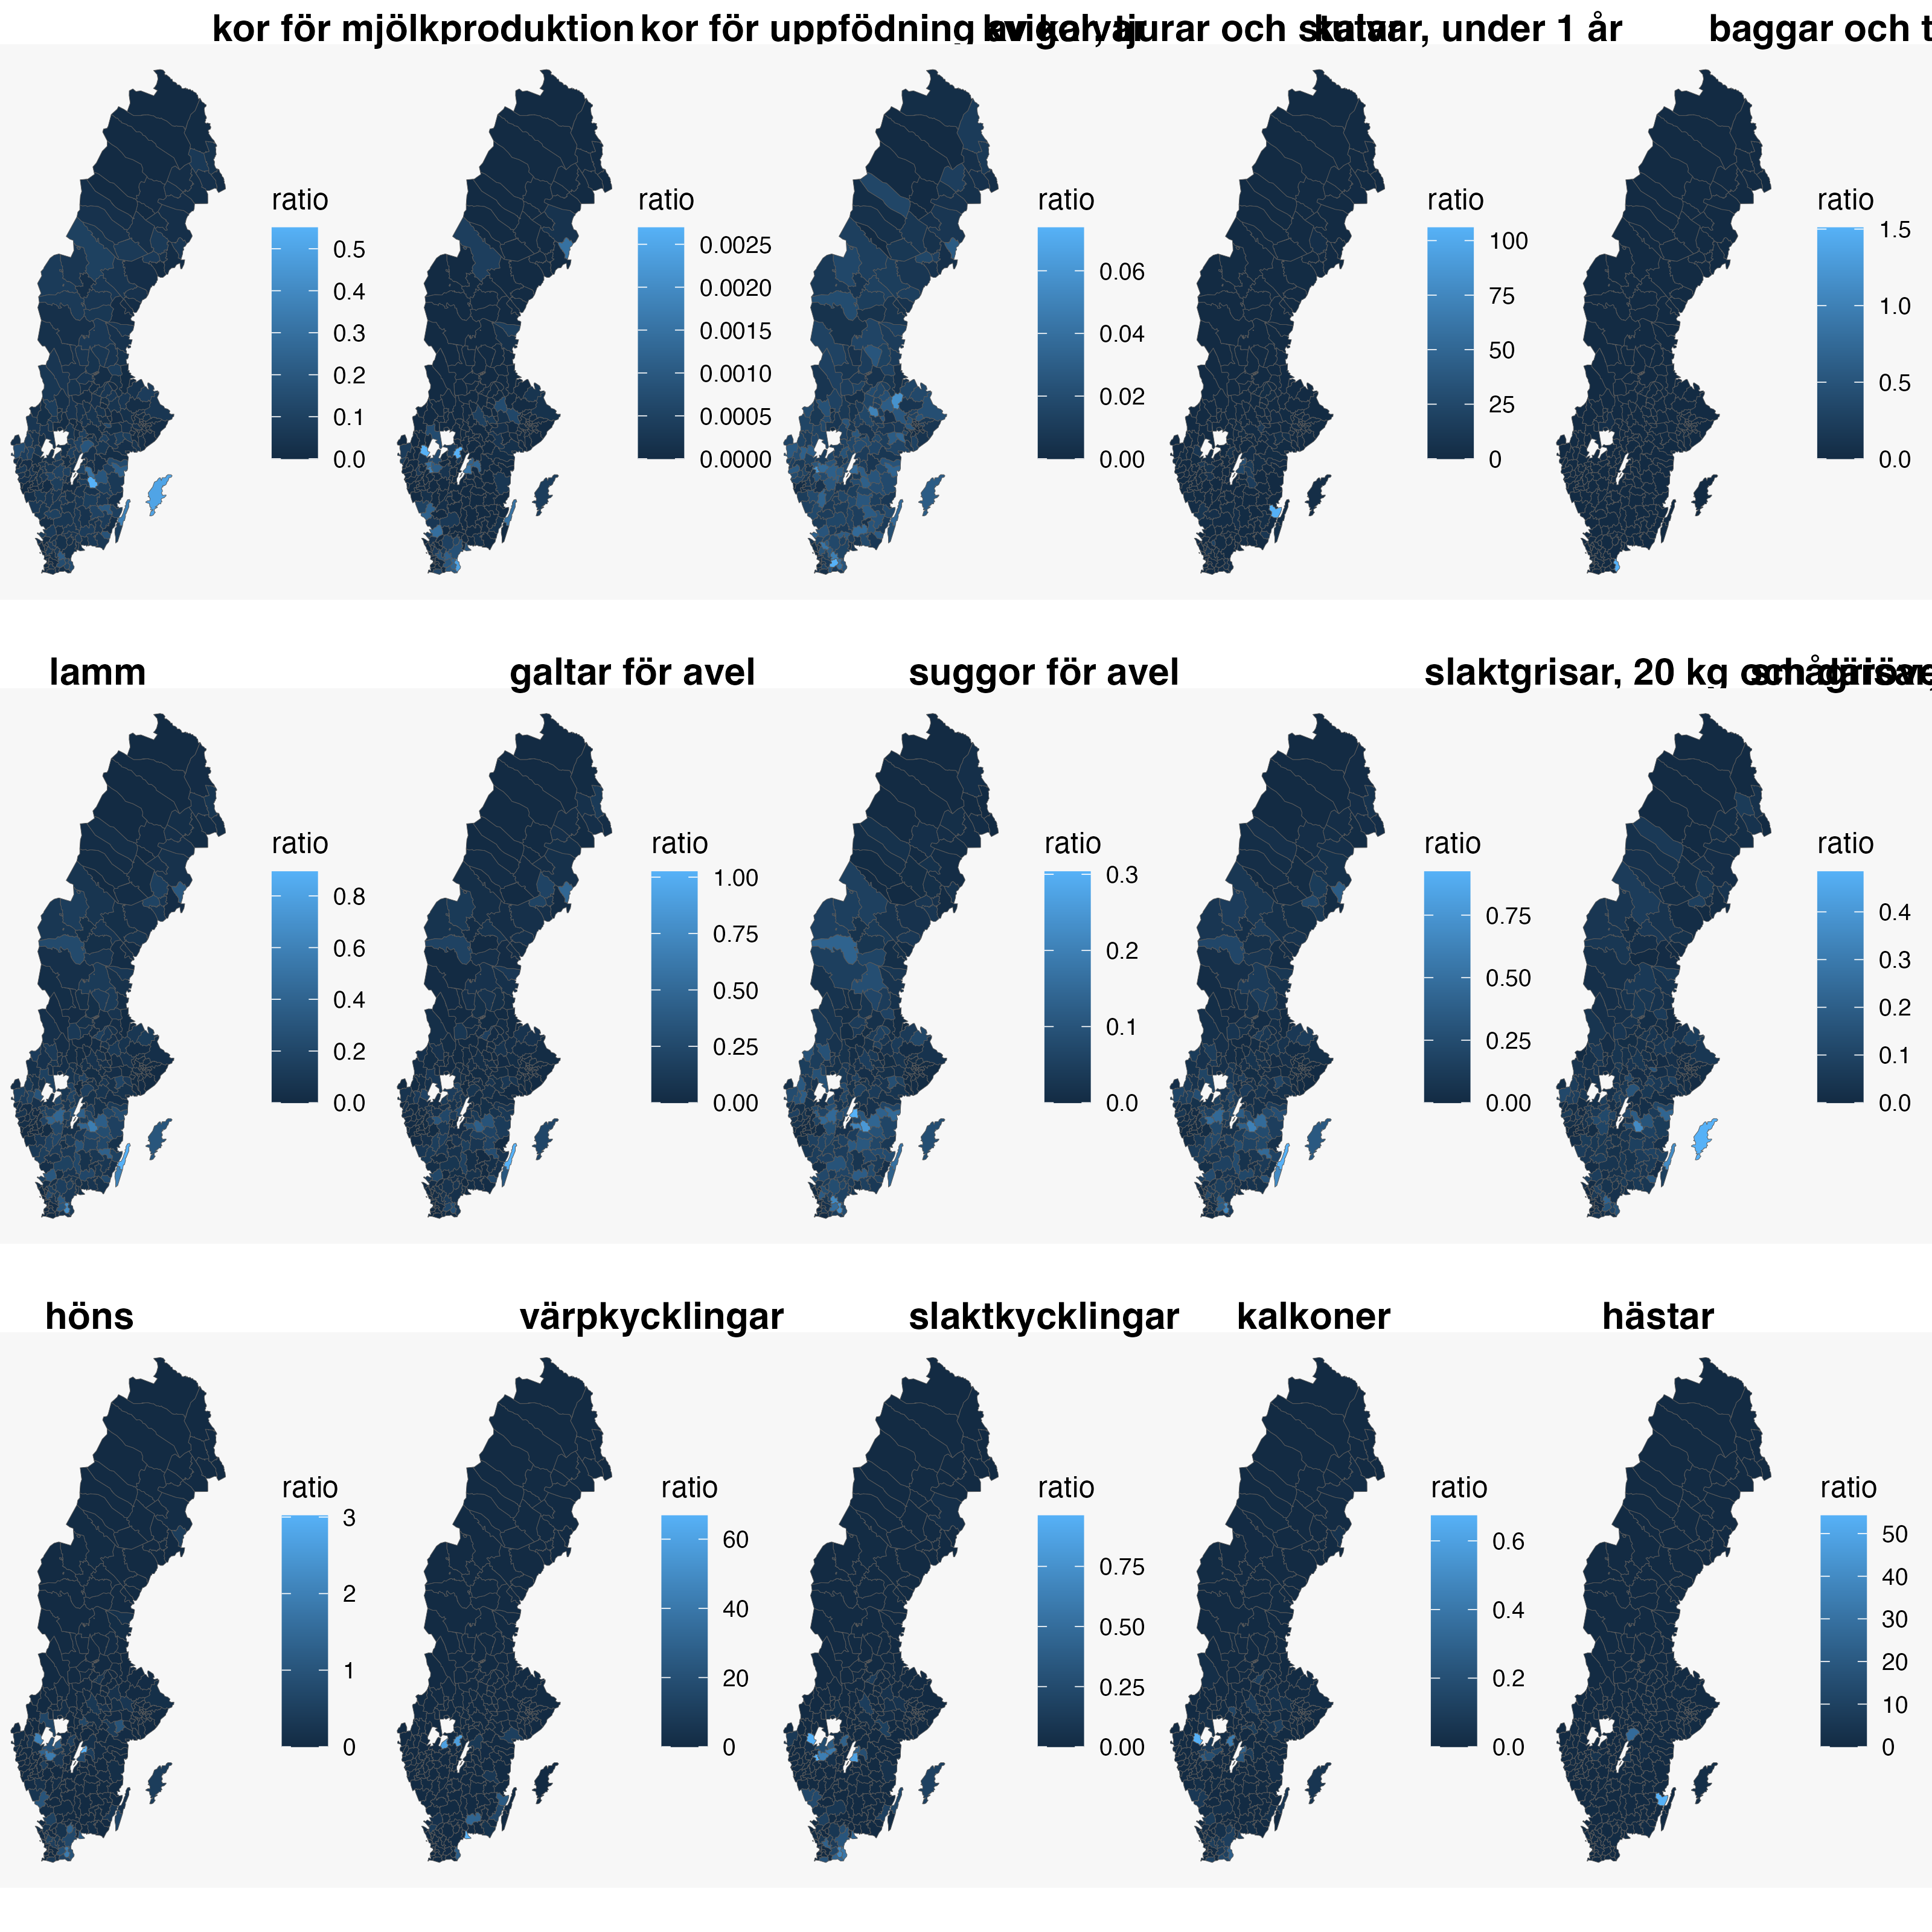 kor för mjölkproduktion
kor för uppfödning av kalvar
kvigor, tjurar och stutar
kalvar, under 1 år
baggar och t
ratio
0.5
0.4
0.3
0.2
0.1
0.0
ratio
0.0025
0.0020
0.0015
0.0010
0.0005
0.0000
ratio
0.06
0.04
0.02
0.00
ratio
100
75
50
25
0
ratio
1.5
1.0
0.5
0.0
lamm
galtar för avel
suggor för avel
slaktgrisar, 20 kg och däröver
smågrisar,
ratio
0.8
0.6
0.4
0.2
0.0
ratio
1.00
0.75
0.50
0.25
0.00
ratio
0.3
0.2
0.1
0.0
ratio
0.75
0.50
0.25
0.00
ratio
0.4
0.3
0.2
0.1
0.0
höns
värpkycklingar
slaktkycklingar
kalkoner
hästar
ratio
3
2
1
0
ratio
60
40
20
0
ratio
0.75
0.50
0.25
0.00
ratio
0.6
0.4
0.2
0.0
ratio
50
40
30
20
10
0